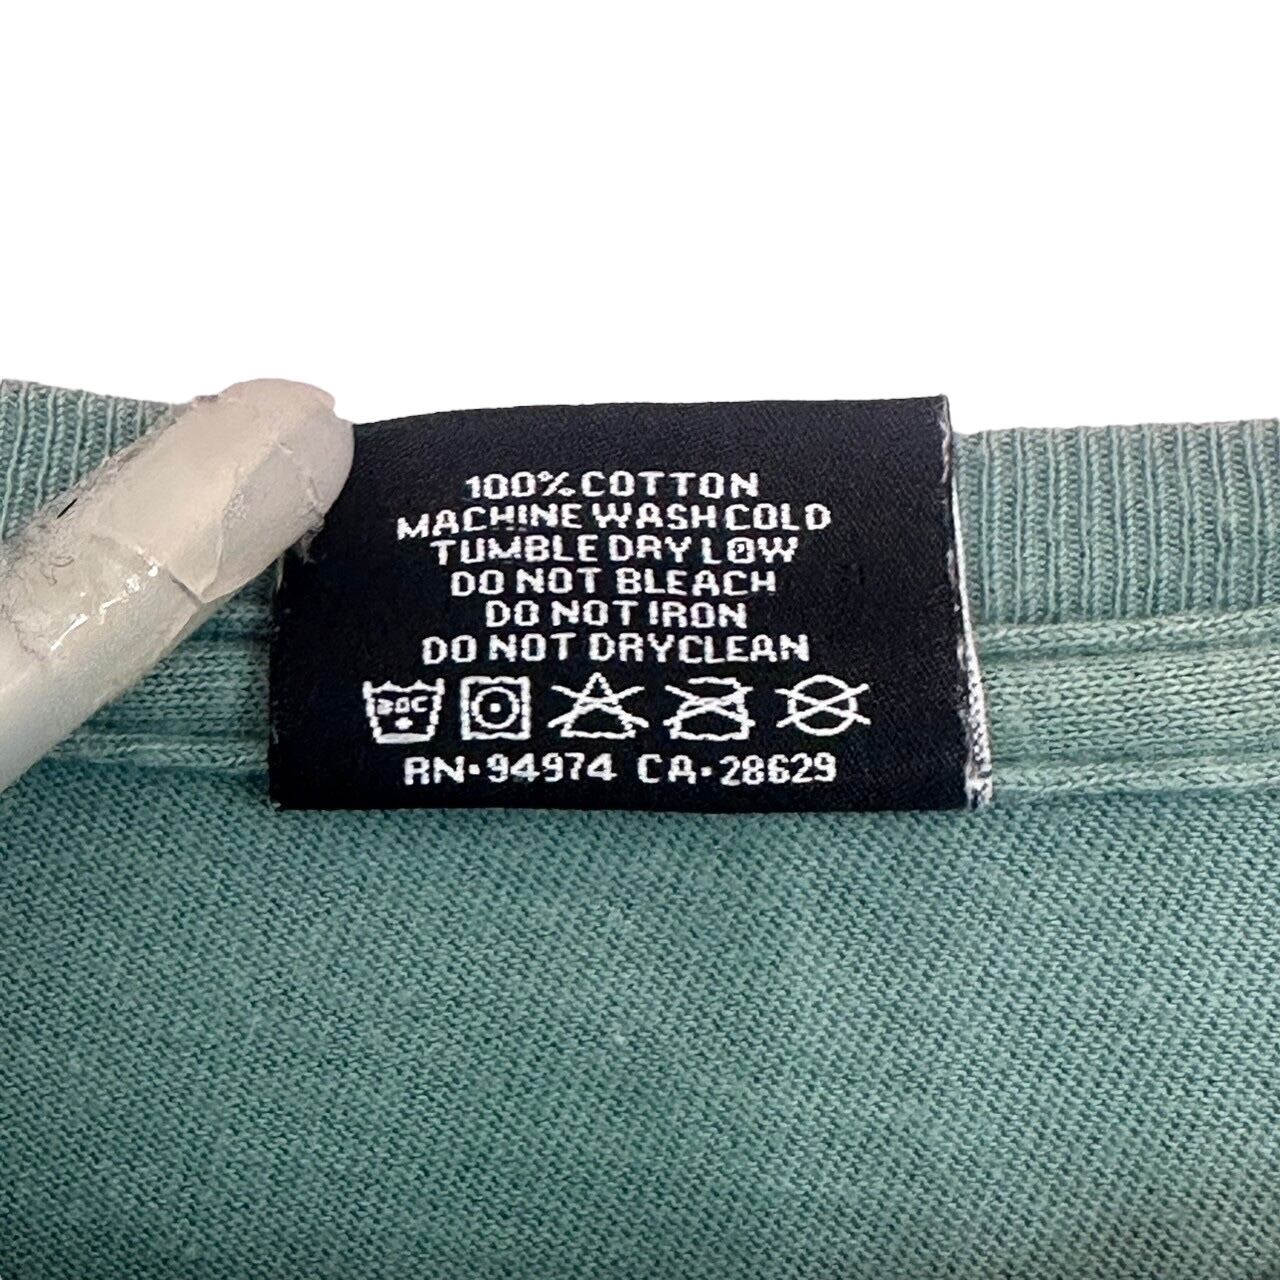 100% COTTON
MACHINE WASH COLD
TUMBLE DRY LOW
DO NOT BLEACH
DO NOT IRON
DO NOT DRYCLEAN
30C
RN·94974 CA·28629